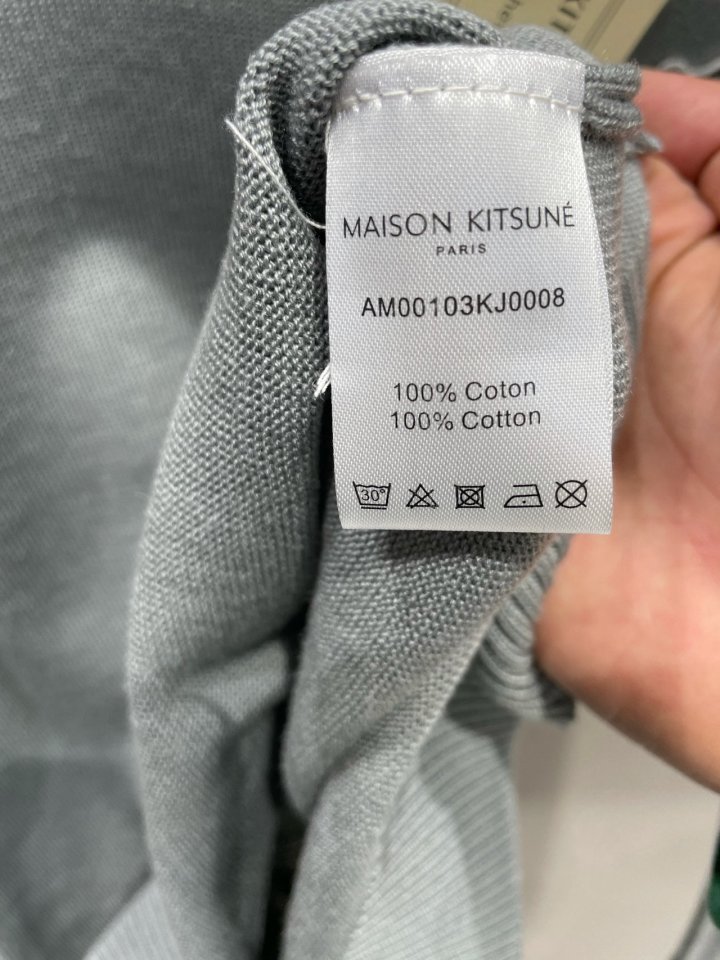 MAISON KITSUNÉ
PARIS
AM00103KJ0008
100% Coton
100% Cotton
30°